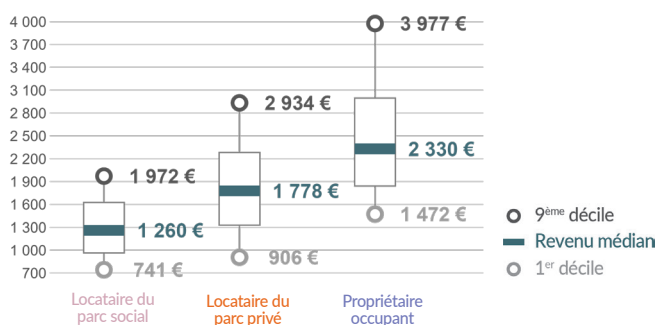 4 000
3 700
3 400
3 100
2 800
2 500
2 200
1 900
1 600
1 300
1 000
700
1 972 €
1 260 €
741 €
2 934 €
1 778 €
906 €
3 977 €
2 330 €
1 472 €
Locataire du
parc social
Locataire du
parc privé
Propriétaire
occupant
9ème décile
Revenu médian
1er décile